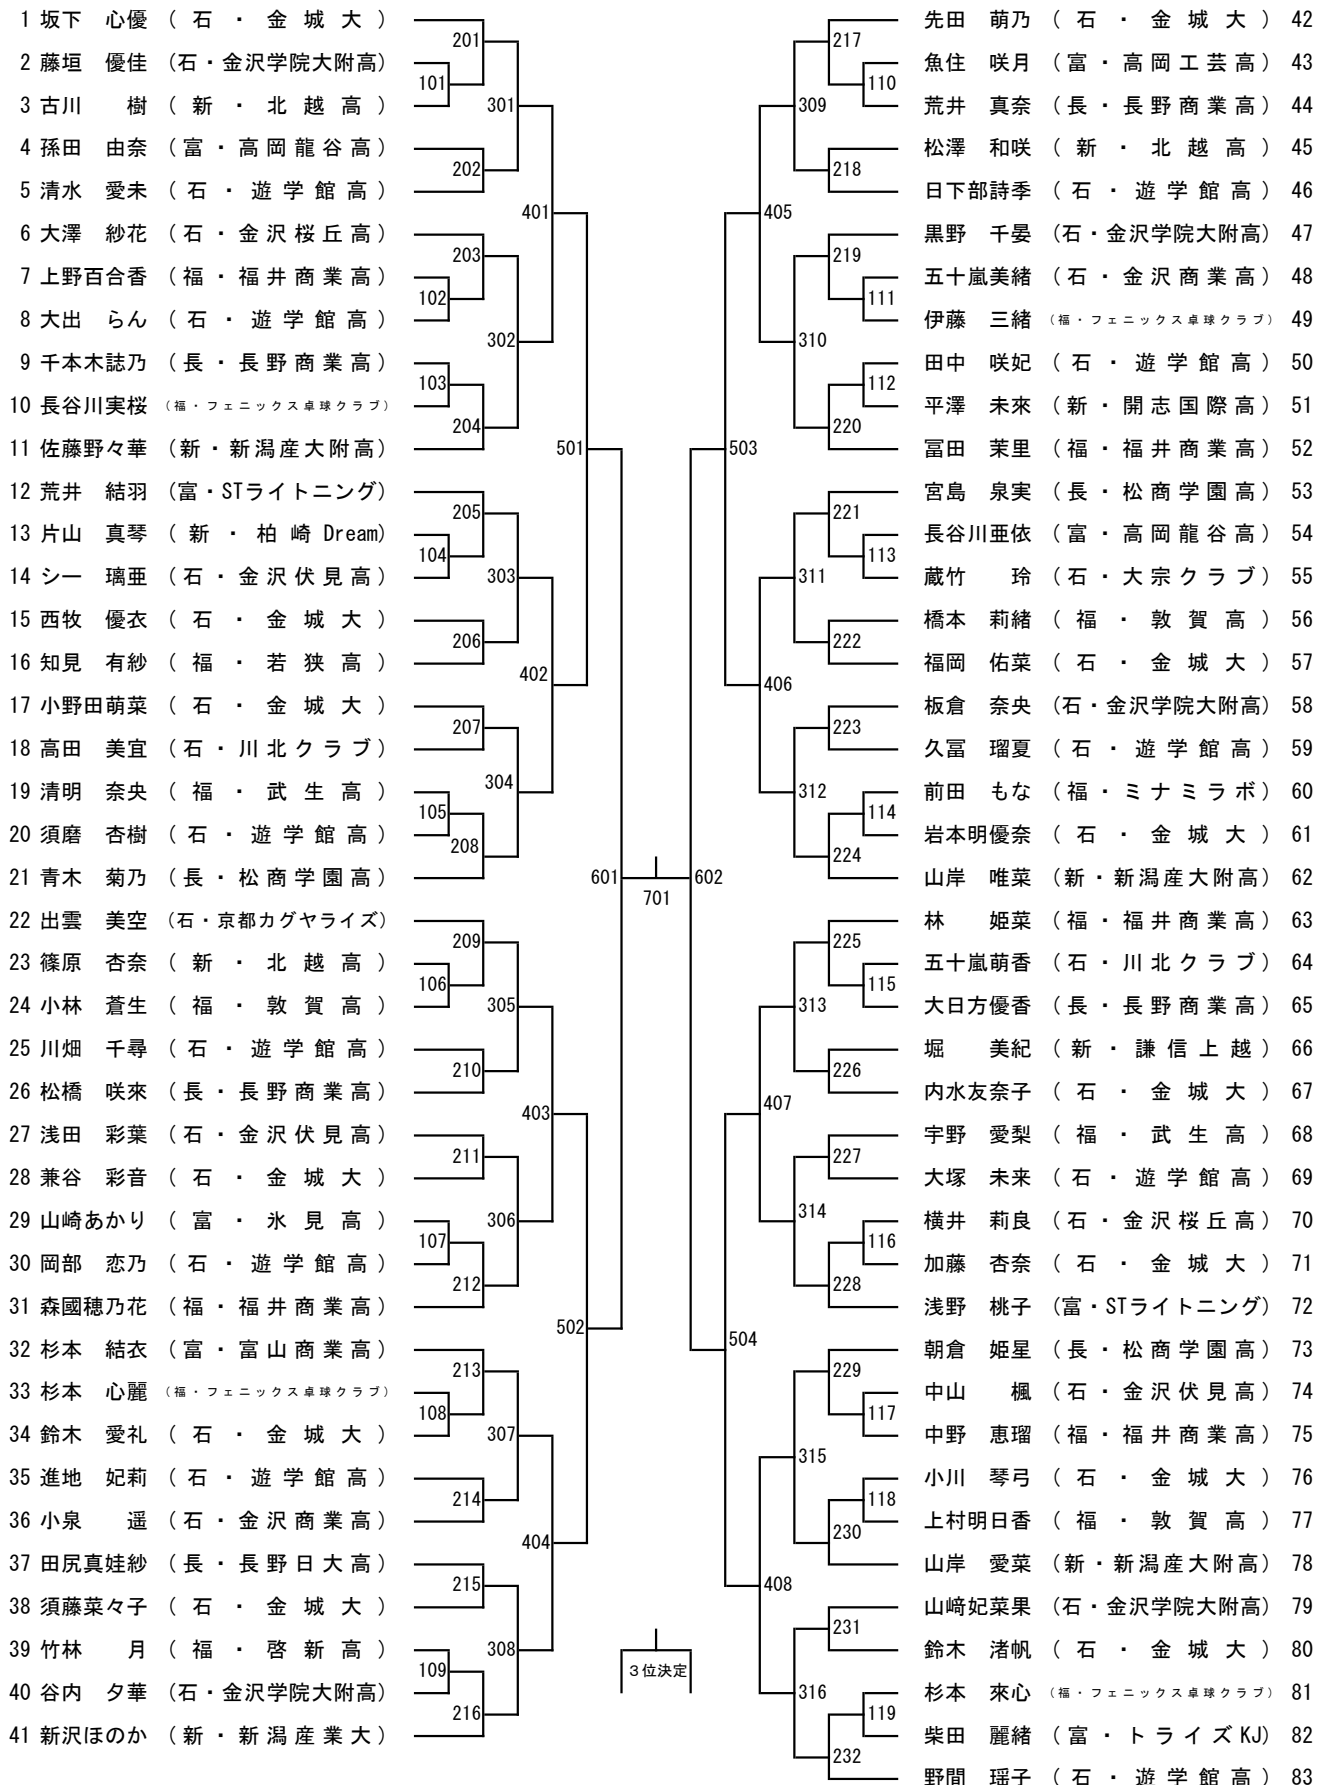 1 坂下 心優 ( 石 ・ 金 城 大 )
201
2 藤垣 優佳 (石・金沢学院大附高)
101
3 古川 樹 ( 新 ・ 北 越 高 )
301
4 孫田 由奈 ( 富 ・ 高 岡 龍 谷 高 )
202
5 清水 愛未 ( 石 ・ 遊 学 館 高 )
401
6 大澤 紗花 ( 石 ・ 金 沢 桜 丘 高 )
203
7 上野百合香 ( 福 ・ 福 井 商 業 高 )
102
8 大出 らん ( 石 ・ 遊 学 館 高 )
302
9 千本木誌乃 ( 長 ・ 長 野 商 業 高 )
103
10 長谷川実桜 (福・フェニックス卓球クラブ)
204
11 佐藤野々華 (新・新潟産大附高)
501
12 荒井 結羽 (富・STライトニング)
205
13 片山 真琴 ( 新 ・ 柏 崎 Dream)
104
14 シー 璃亜 ( 石 ・ 金 沢 伏 見 高 )
303
15 西牧 優衣 ( 石 ・ 金 城 大 )
206
16 知見 有紗 ( 福 ・ 若 狭 高 )
402
17 小野田萌菜 ( 石 ・ 金 城 大 )
207
18 高田 美宜 ( 石 ・ 川 北 ク ラ ブ )
304
19 清明 奈央 ( 福 ・ 武 生 高 )
105
20 須磨 杏樹 ( 石 ・ 遊 学 館 高 )
208
21 青木 菊乃 ( 長 ・ 松 商 学 園 高 )
601
701
22 出雲 美空 (石・京都カグヤライズ)
209
23 篠原 杏奈 ( 新 ・ 北 越 高 )
106
24 小林 蒼生 ( 福 ・ 敦 賀 高 )
305
25 川畑 千尋 ( 石 ・ 遊 学 館 高 )
210
26 松橋 咲來 ( 長 ・ 長 野 商 業 高 )
403
27 浅田 彩葉 ( 石 ・ 金 沢 伏 見 高 )
211
28 兼谷 彩音 ( 石 ・ 金 城 大 )
29 山崎あかり ( 富 ・ 氷 見 高 )
306
107
30 岡部 恋乃 ( 石 ・ 遊 学 館 高 )
212
31 森國穂乃花 ( 福 ・ 福 井 商 業 高 )
502
32 杉本 結衣 ( 富 ・ 富 山 商 業 高 )
213
33 杉本 心麗 (福・フェニックス卓球クラブ)
108
34 鈴木 愛礼 ( 石 ・ 金 城 大 )
307
35 進地 妃莉 ( 石 ・ 遊 学 館 高 )
214
36 小泉 遥 ( 石 ・ 金 沢 商 業 高 )
404
37 田尻真娃紗 ( 長 ・ 長 野 日 大 高 )
215
38 須藤菜々子 ( 石 ・ 金 城 大 )
39 竹林 月 ( 福 ・ 啓 新 高 )
308
109
40 谷内 夕華 (石・金沢学院大附高)
216
41 新沢ほのか ( 新 ・ 新 潟 産 業 大 )
3位決定
先田 萌乃 ( 石 ・ 金 城 大 ) 42
217
魚住 咲月 ( 富 ・ 高 岡 工 芸 高 ) 43
110
荒井 真奈 ( 長 ・ 長 野 商 業 高 ) 44
309
松澤 和咲 ( 新 ・ 北 越 高 ) 45
218
日下部詩季 ( 石 ・ 遊 学 館 高 ) 46
405
黒野 千晏 (石・金沢学院大附高) 47
219
五十嵐美緒 ( 石 ・ 金 沢 商 業 高 ) 48
111
伊藤 三緒 (福・フェニックス卓球クラブ) 49
310
田中 咲妃 ( 石 ・ 遊 学 館 高 ) 50
112
平澤 未來 ( 新 ・ 開 志 国 際 高 ) 51
220
冨田 茉里 ( 福 ・ 福 井 商 業 高 ) 52
503
宮島 泉実 ( 長 ・ 松 商 学 園 高 ) 53
221
長谷川亜依 ( 富 ・ 高 岡 龍 谷 高 ) 54
113
蔵竹 玲 ( 石 ・ 大 宗 ク ラ ブ ) 55
311
橋本 莉緒 ( 福 ・ 敦 賀 高 ) 56
222
福岡 佑菜 ( 石 ・ 金 城 大 ) 57
406
板倉 奈央 (石・金沢学院大附高) 58
223
久冨 瑠夏 ( 石 ・ 遊 学 館 高 ) 59
312
前田 もな ( 福 ・ ミ ナ ミ ラ ボ ) 60
114
岩本明優奈 ( 石 ・ 金 城 大 ) 61
224
山岸 唯菜 (新・新潟産大附高) 62
602
林 姫菜 ( 福 ・ 福 井 商 業 高 ) 63
225
五十嵐萌香 ( 石 ・ 川 北 ク ラ ブ ) 64
115
大日方優香 ( 長 ・ 長 野 商 業 高 ) 65
313
堀 美紀 ( 新 ・ 謙 信 上 越 ) 66
226
内水友奈子 ( 石 ・ 金 城 大 ) 67
407
宇野 愛梨 ( 福 ・ 武 生 高 ) 68
227
大塚 未来 ( 石 ・ 遊 学 館 高 ) 69
314
横井 莉良 ( 石 ・ 金 沢 桜 丘 高 ) 70
116
加藤 杏奈 ( 石 ・ 金 城 大 ) 71
228
浅野 桃子 (富・STライトニング) 72
504
朝倉 姫星 ( 長 ・ 松 商 学 園 高 ) 73
229
中山 楓 ( 石 ・ 金 沢 伏 見 高 ) 74
117
中野 恵瑠 ( 福 ・ 福 井 商 業 高 ) 75
315
小川 琴弓 ( 石 ・ 金 城 大 ) 76
118
上村明日香 ( 福 ・ 敦 賀 高 ) 77
230
山岸 愛菜 (新・新潟産大附高) 78
408
山﨑妃菜果 (石・金沢学院大附高) 79
231
鈴木 渚帆 ( 石 ・ 金 城 大 ) 80
316
杉本 來心 (福・フェニックス卓球クラブ) 81
119
柴田 麗緒 ( 富 ・ ト ラ イ ズ KJ) 82
232
野間 瑶子 ( 石 ・ 遊 学 館 高 ) 83